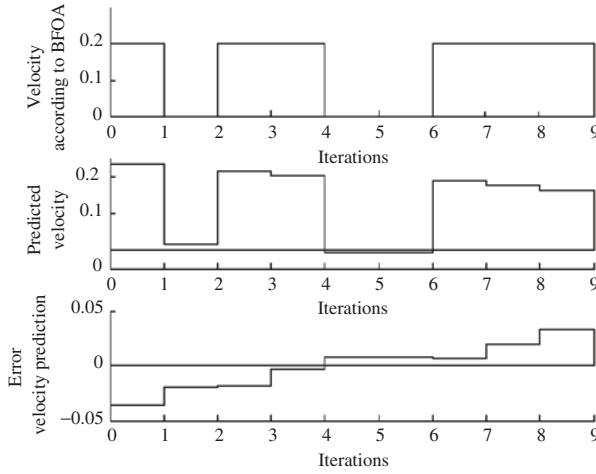 Velocity
according to BFOA
0.2
0.1
0
0 1 2 3 4 5 6 7 8 9
Iterations
Predicted
velocity
0.2
0.1
0
0 1 2 3 4 5 6 7 8 9
Iterations
Error
velocity prediction
0.05
0
−0.05
0 1 2 3 4 5 6 7 8 9
Iterations